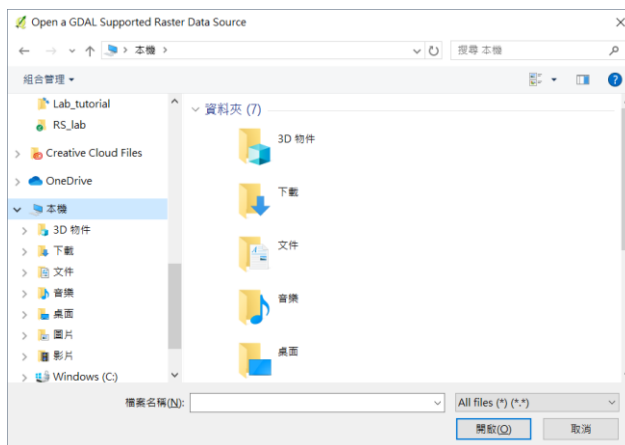 Open a GDAL Supported Raster Data Source
本機
搜尋 本機
組合管理
Lab_tutorial
RS_lab
Creative Cloud Files
OneDrive
本機
3D 物件
下載
文件
音樂
桌面
圖片
影片
Windows (C:)
資料夾 (7)
3D 物件
下載
文件
音樂
桌面
檔案名稱(N):
All files (*) (*.*)
開啟(O)
取消